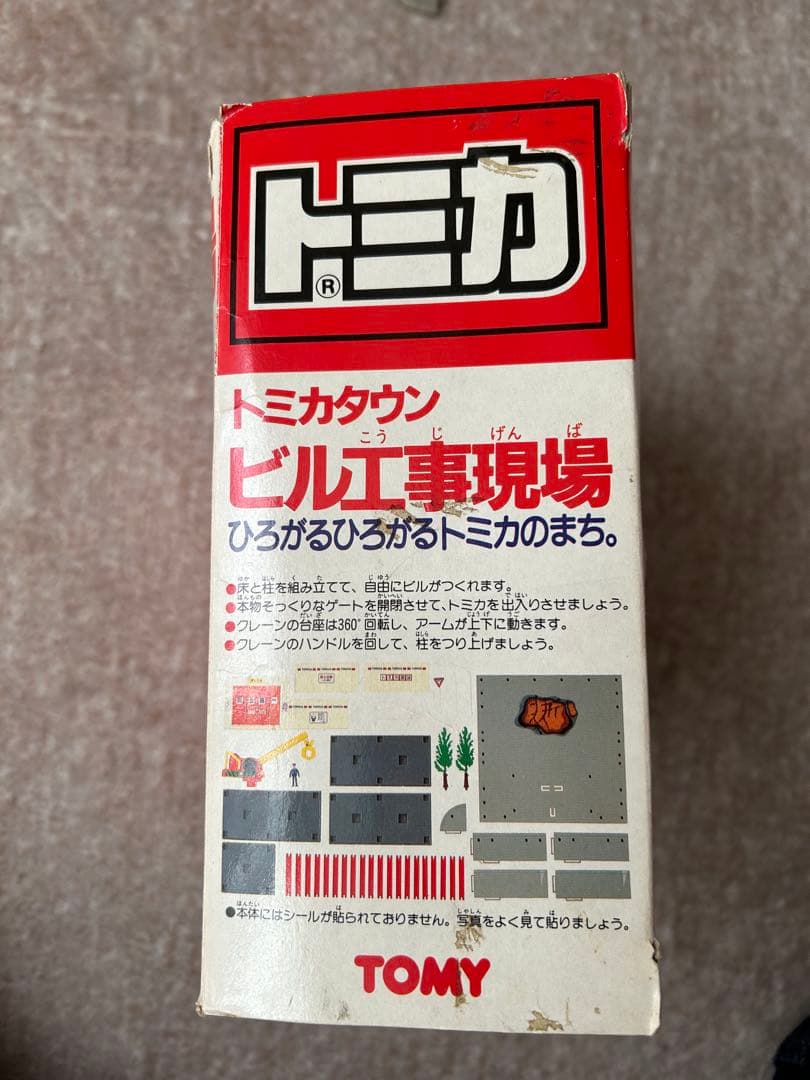 トミカ®
トミカタウン
ビル工事現場
ひろがるひろがるトミカのまち。
●床と柱を組み立てて、自由にビルがつくれます。
●本物そっくりなゲートを開閉させて、トミカを出入りさせましょう。
●クレーンの台座は360°回転し、アームが上下に動きます。
●クレーンのハンドルを回して、柱をつり上げましょう。
●本体にはシールが貼られておりません。写真をよく見て貼りましょう。
TOMY